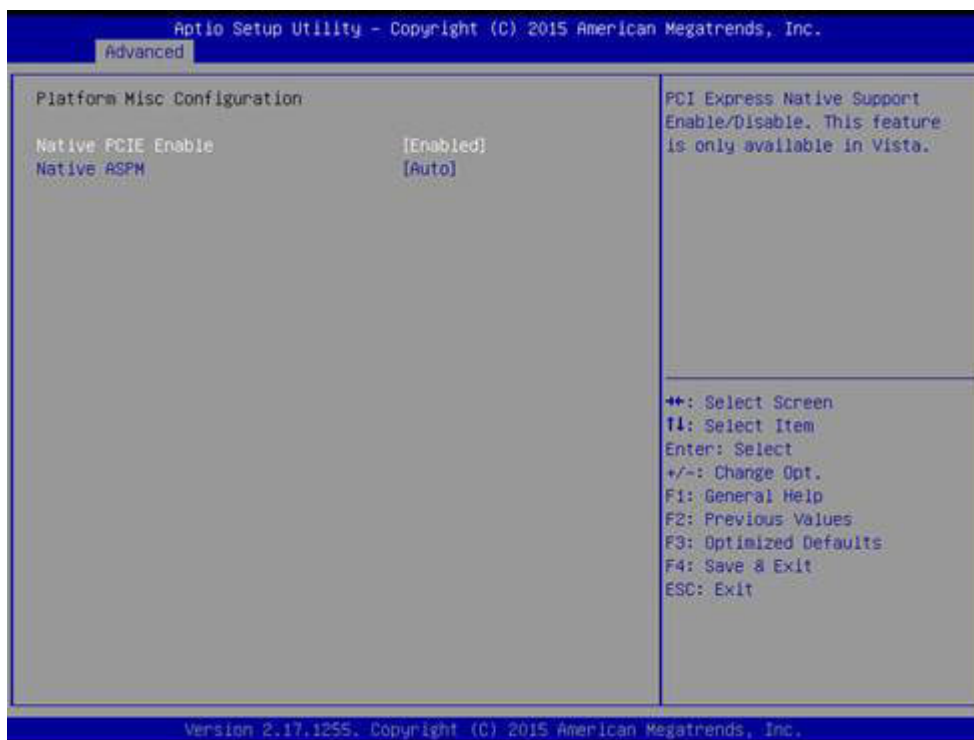 Aptio Setup Utility - Copyright (C) 2015 American Megatrends, Inc.
Advanced
Platform Misc Configuration
Native PCIE Enable [Enabled]
Native ASPM [Auto]
PCI Express Native Support
Enable/Disable. This feature
is only available in Vista.
→←: Select Screen
↑↓: Select Item
Enter: Select
+/-: Change Opt.
F1: General Help
F2: Previous Values
F3: Optimized Defaults
F4: Save & Exit
ESC: Exit
Version 2.17.1255. Copyright (C) 2015 American Megatrends, Inc.